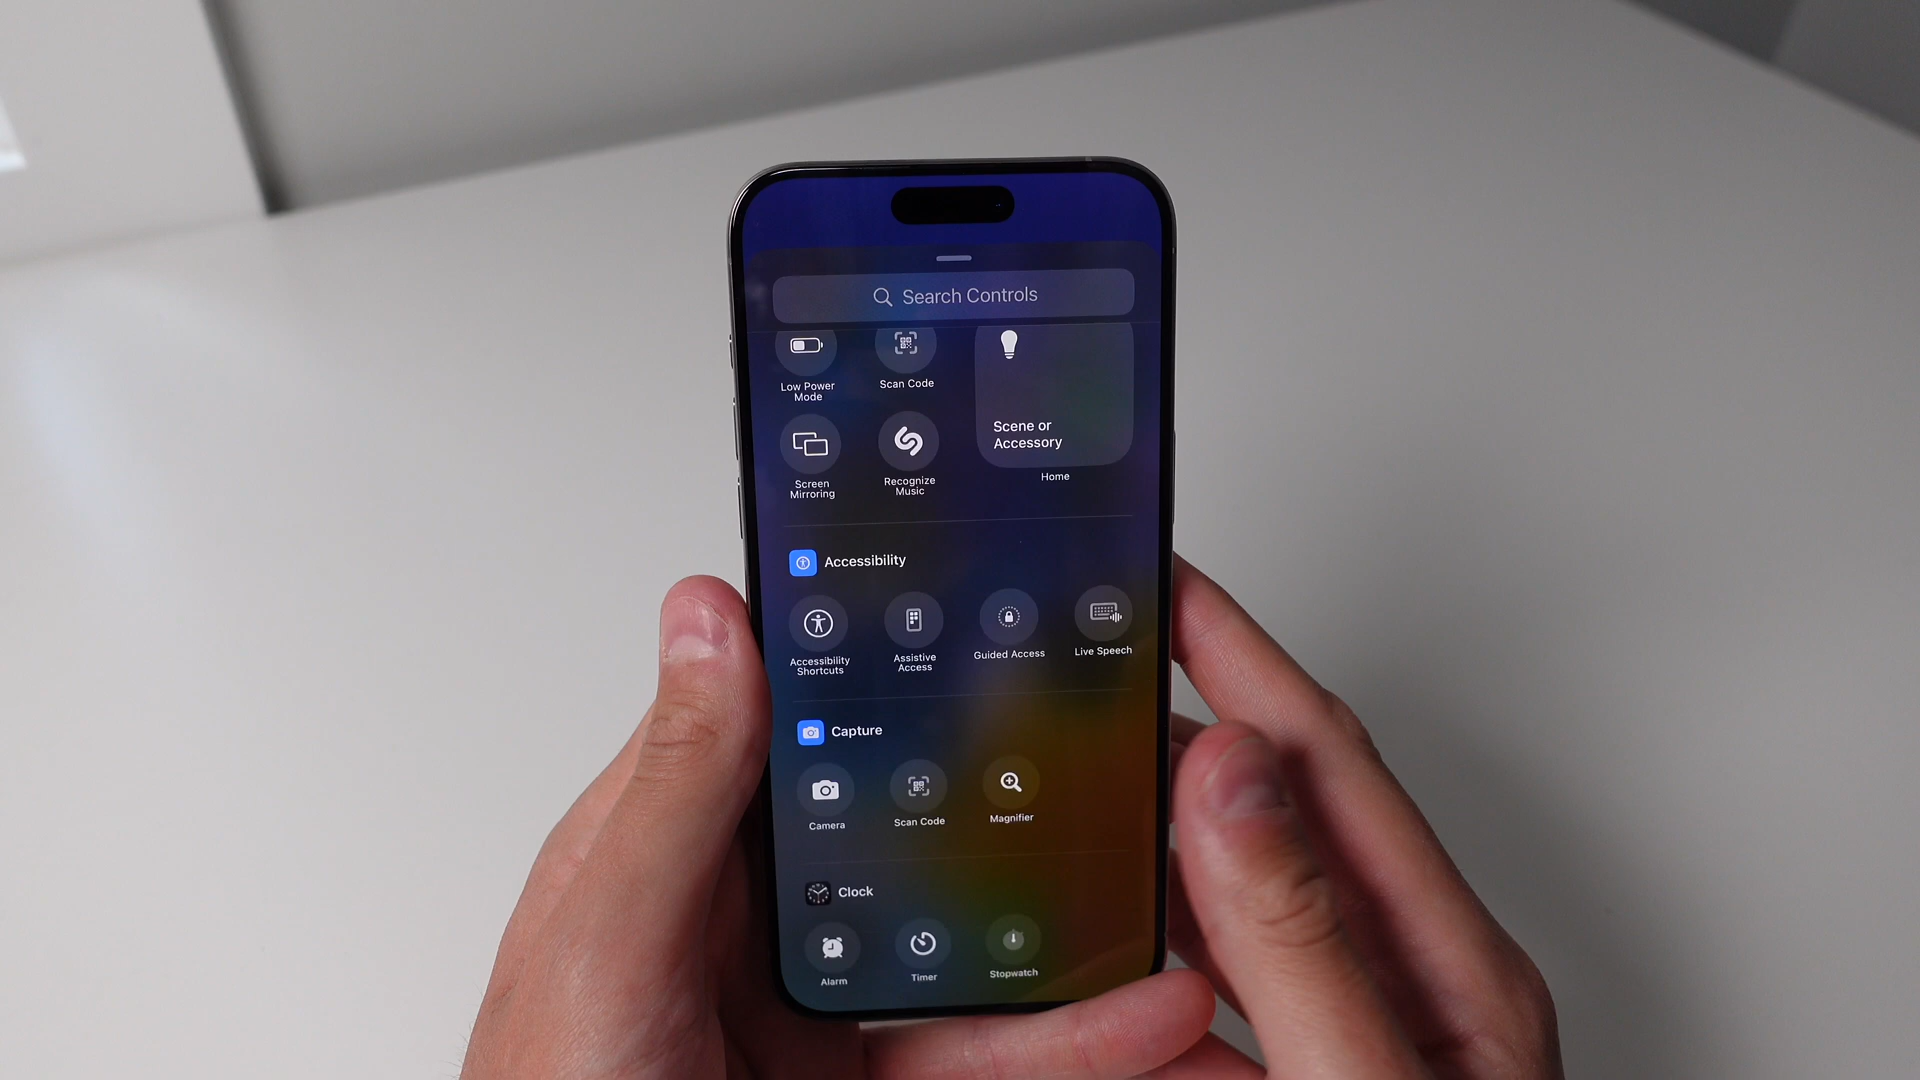 Search Controls
Low Power
Mode
Scan Code
Scene or
Accessory
Screen
Mirroring
Recognize
Music
Home
Accessibility
Accessibility
Shortcuts
Assistive
Access
Guided Access
Live Speech
Capture
Camera
Scan Code
Magnifier
Clock
Alarm
Timer
Stopwatch